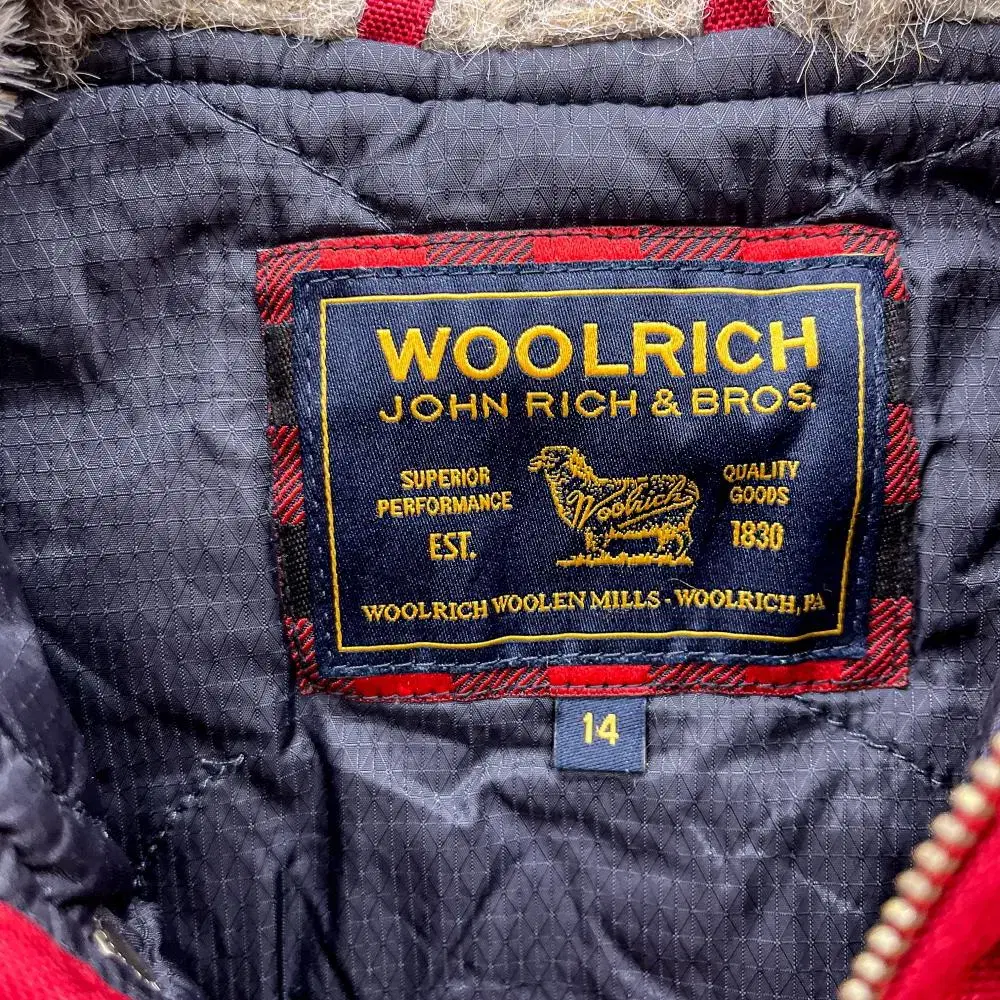 WOOLRICH
JOHN RICH & BROS.
SUPERIOR
PERFORMANCE
EST.
Woolrich
QUALITY
GOODS
1830
WOOLRICH WOOLEN MILLS - WOOLRICH, PA
14